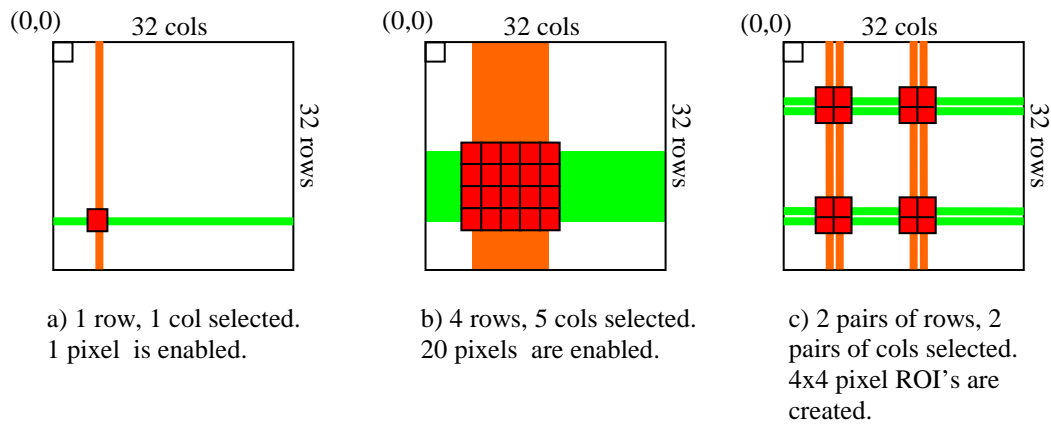 (0,0)
32 cols
32 rows
a) 1 row, 1 col selected.
1 pixel  is enabled.
(0,0)
32 cols
32 rows
b) 4 rows, 5 cols selected.
20 pixels  are enabled.
(0,0)
32 cols
32 rows
c) 2 pairs of rows, 2
pairs of cols selected.
4x4 pixel ROI's are
created.